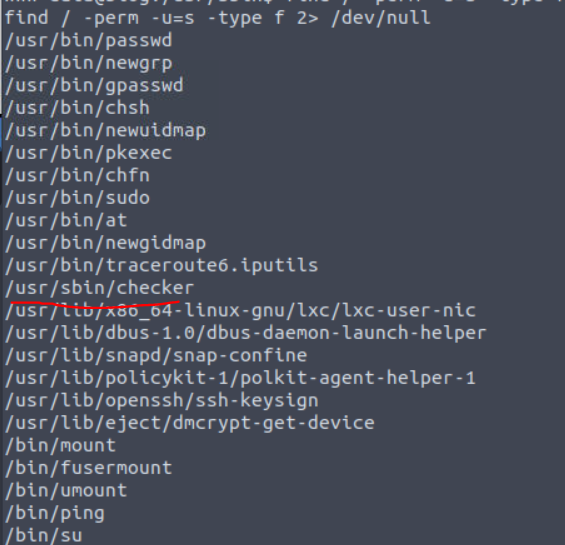 find / -perm -u=s -type f 2> /dev/null
/usr/bin/passwd
/usr/bin/newgrp
/usr/bin/gpasswd
/usr/bin/chsh
/usr/bin/newuidmap
/usr/bin/pkexec
/usr/bin/chfn
/usr/bin/sudo
/usr/bin/at
/usr/bin/newgidmap
/usr/bin/traceroute6.iputils
/usr/sbin/checker
/usr/lib/x86_64-linux-gnu/lxc/lxc-user-nic
/usr/lib/dbus-1.0/dbus-daemon-launch-helper
/usr/lib/snapd/snap-confine
/usr/lib/policykit-1/polkit-agent-helper-1
/usr/lib/openssh/ssh-keysign
/usr/lib/eject/dmcrypt-get-device
/bin/mount
/bin/fusermount
/bin/umount
/bin/ping
/bin/su